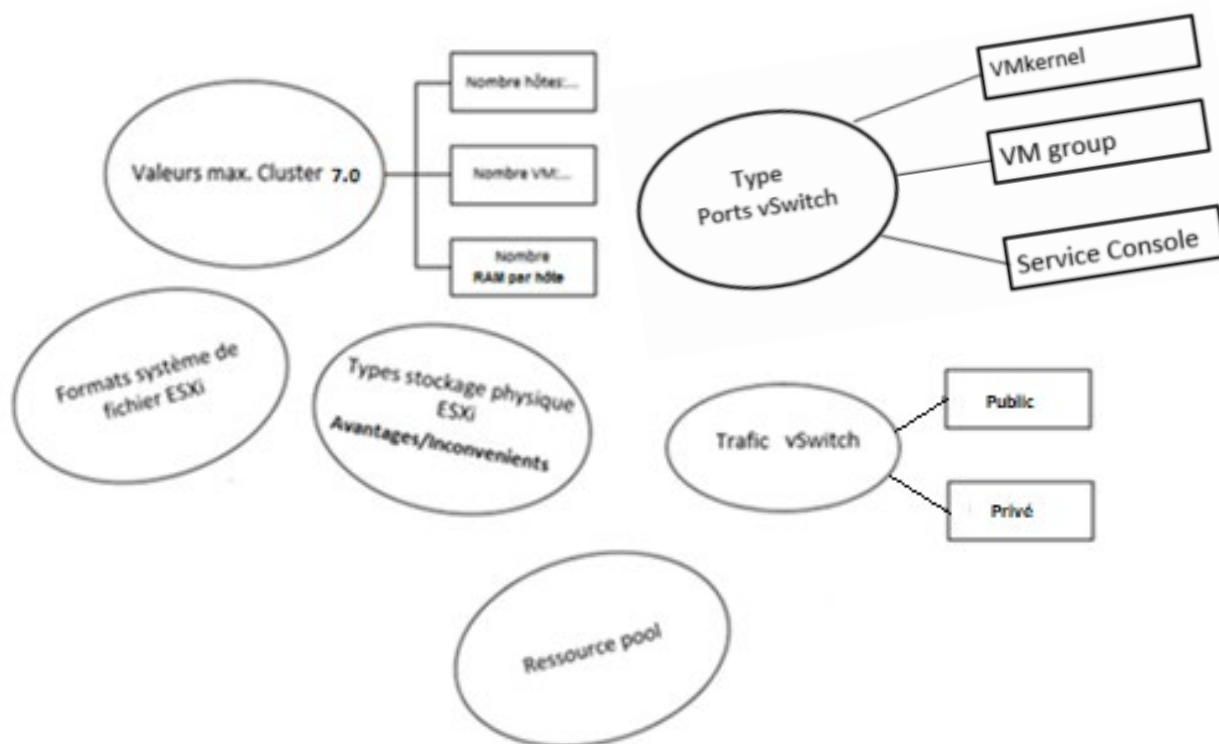 Valeurs max. Cluster 7.0
Nombre hôtes:...
Nombre VM:...
Nombre
RAM par hôte
Type
Ports vSwitch
VMkernel
VM group
Service Console
Formats système de
fichier ESXi
Types stockage physique
ESXi
Avantages/Inconvenients
Trafic vSwitch
Public
Privé
Ressource pool